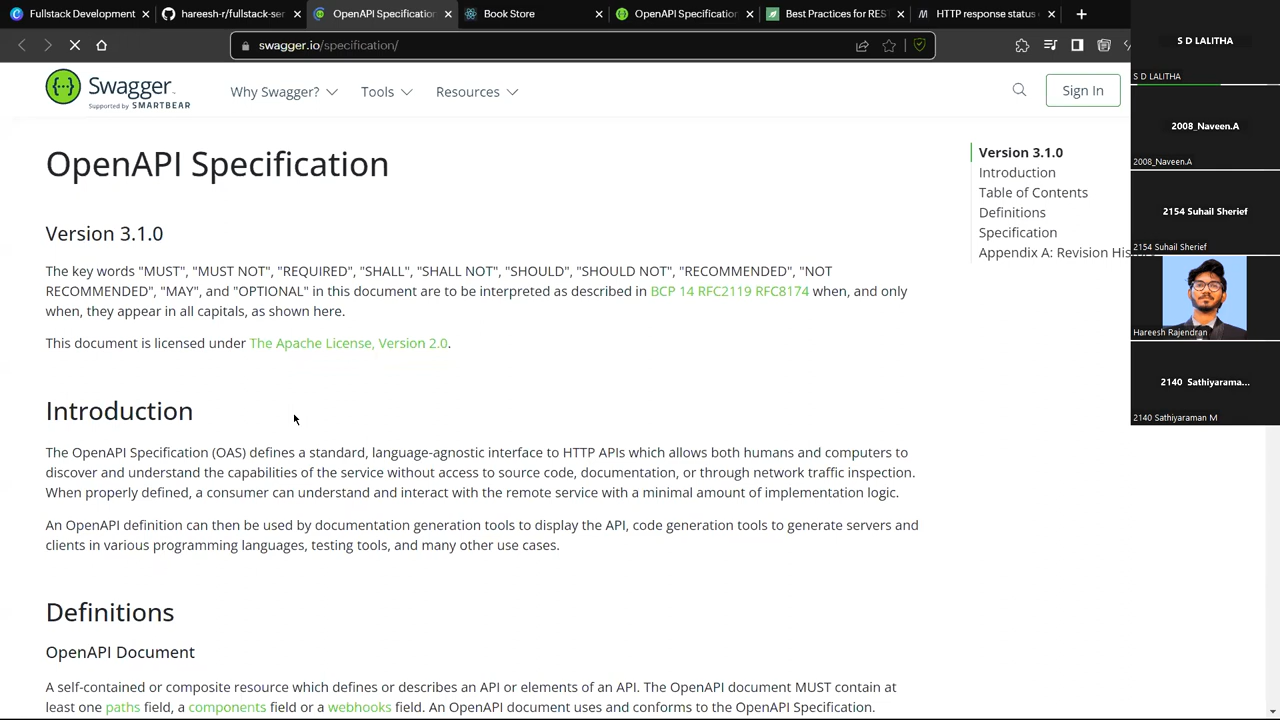 Fullstack Development
hareesh-r/fullstack-ser
OpenAPI Specification
Book Store
OpenAPI Specification
Best Practices for RES
HTTP response status
swagger.io/specification/
Swagger
Supported by SMARTBEAR
Why Swagger?
Tools
Resources
Sign In
OpenAPI Specification
Version 3.1.0
The key words "MUST", "MUST NOT", "REQUIRED", "SHALL", "SHALL NOT", "SHOULD", "SHOULD NOT", "RECOMMENDED", "NOT
RECOMMENDED", "MAY", and "OPTIONAL" in this document are to be interpreted as described in BCP 14 RFC2119 RFC8174 when, and only
when, they appear in all capitals, as shown here.
This document is licensed under The Apache License, Version 2.0.
Introduction
The OpenAPI Specification (OAS) defines a standard, language-agnostic interface to HTTP APIs which allows both humans and computers to
discover and understand the capabilities of the service without access to source code, documentation, or through network traffic inspection.
When properly defined, a consumer can understand and interact with the remote service with a minimal amount of implementation logic.
An OpenAPI definition can then be used by documentation generation tools to display the API, code generation tools to generate servers and
clients in various programming languages, testing tools, and many other use cases.
Definitions
OpenAPI Document
A self-contained or composite resource which defines or describes an API or elements of an API. The OpenAPI document MUST contain at
least one paths field, a components field or a webhooks field. An OpenAPI document uses and conforms to the OpenAPI Specification.
Version 3.1.0
Introduction
Table of Contents
Definitions
Specification
Appendix A: Revision His
S D LALITHA
S D LALITHA
2008_Naveen.A
2008_Naveen.A
2154 Suhail Sherief
2154 Suhail Sherief
Hareesh Rajendran
2140 Sathiyarama...
2140 Sathiyaraman M